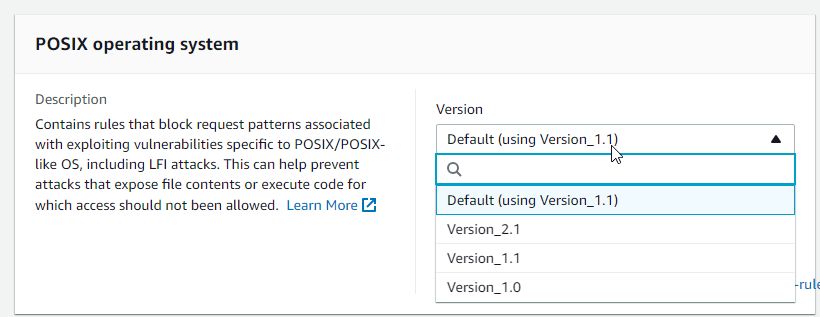 POSIX operating system
Description
Contains rules that block request patterns associated
with exploiting vulnerabilities specific to POSIX/POSIX-
like OS, including LFI attacks. This can help prevent
attacks that expose file contents or execute code for
which access should not been allowed. Learn More
Version
Default (using Version_1.1)
Default (using Version_1.1)
Version_2.1
Version_1.1
Version_1.0
-rule